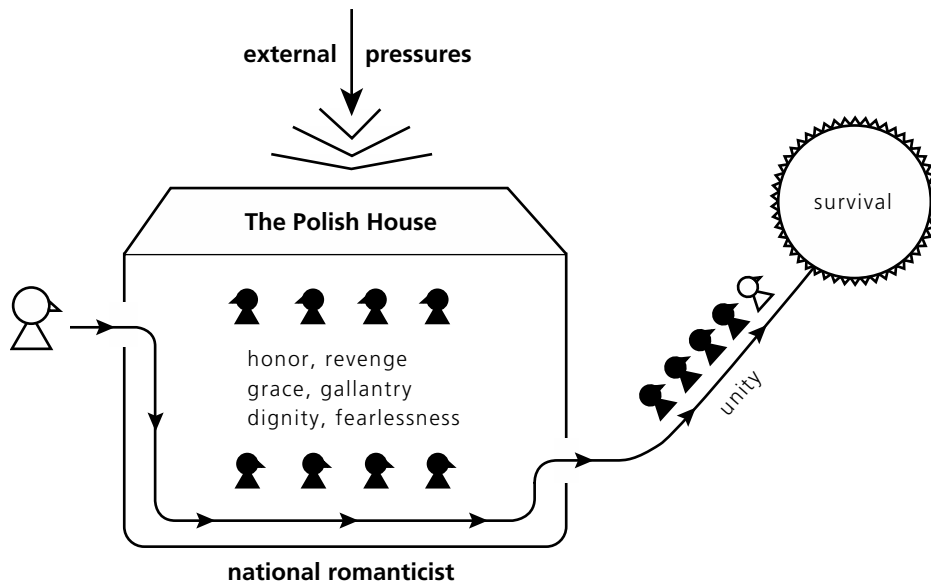 external pressures
The Polish House
survival
honor, revenge
grace, gallantry
dignity, fearlessness
unity
national romanticist